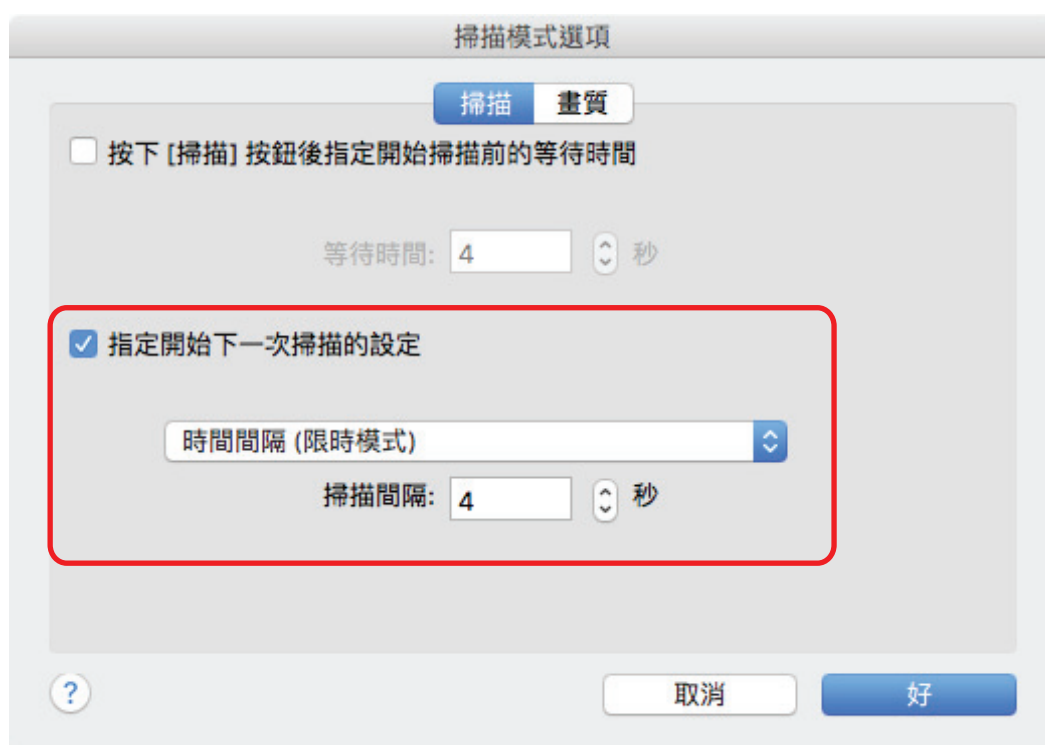 掃描模式選項
掃描 畫質
按下 [掃描] 按鈕後指定開始掃描前的等待時間
等待時間: 4 秒
指定開始下一次掃描的設定
時間間隔 (限時模式)
掃描間隔: 4 秒
? 取消 好